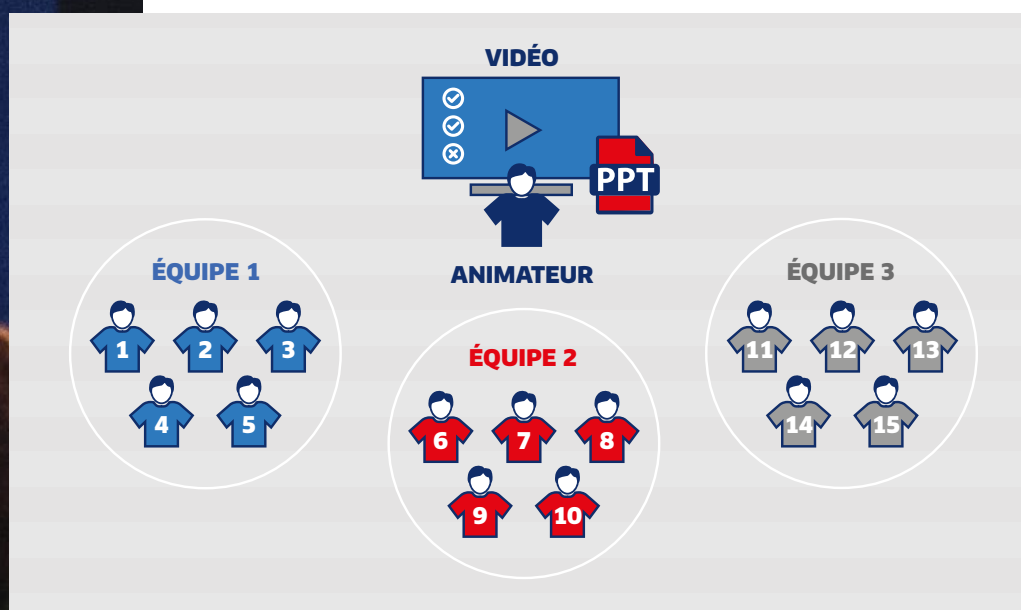 VIDÉO
PPT
ANIMATEUR
ÉQUIPE 1
1 2 3
4 5
ÉQUIPE 2
6 7 8
9 10
ÉQUIPE 3
11 12 13
14 15